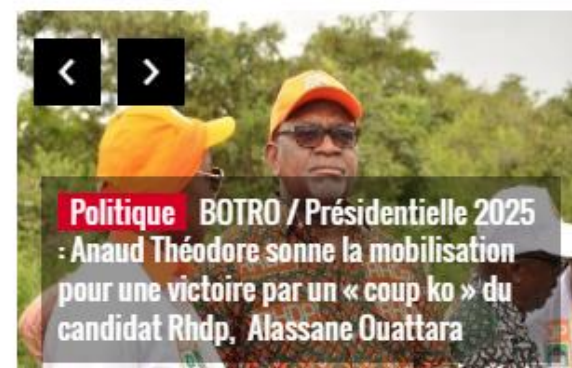 Politique BOTRO / Présidentielle 2025
: Anaud Théodore sonne la mobilisation
pour une victoire par un « coup ko » du
candidat Rhdp, Alassane Ouattara